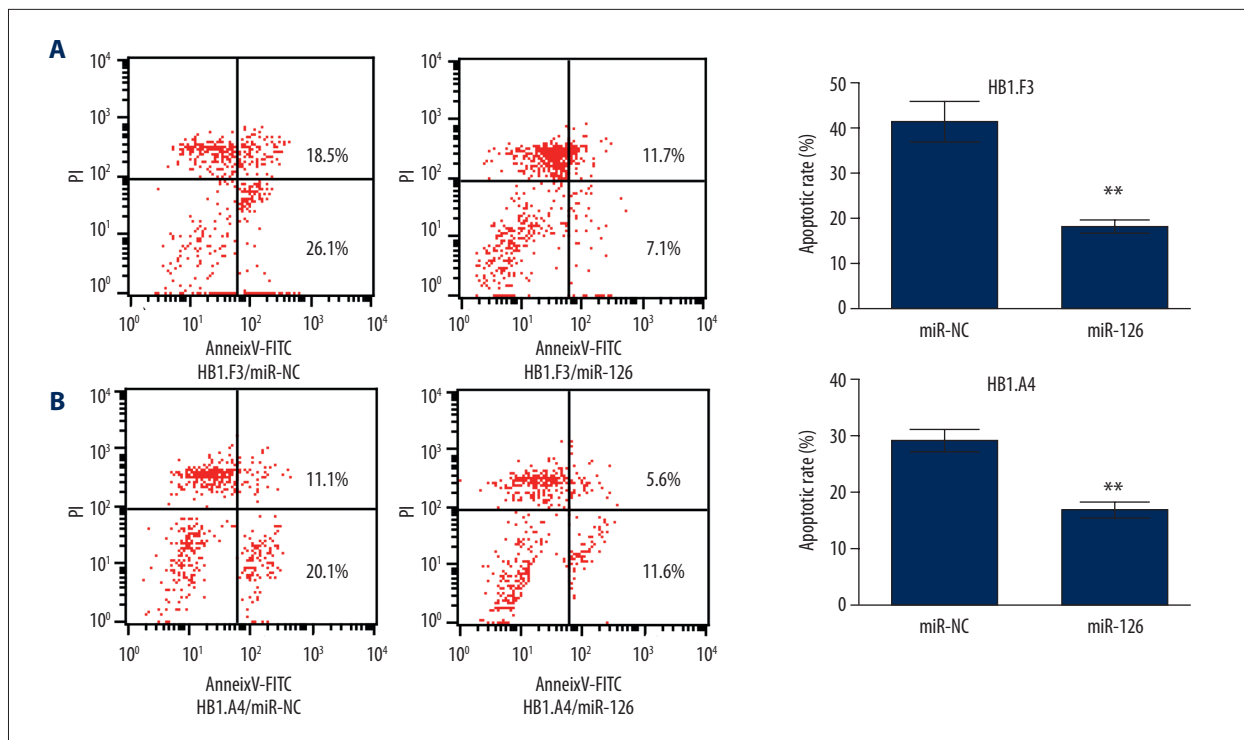 A
10⁴
10³
10²
10¹
10⁰
PI
18.5%
26.1%
10⁰ 10¹ 10² 10³ 10⁴
AnneixV-FITC
HB1.F3/miR-NC
10⁴
10³
10²
10¹
10⁰
11.7%
7.1%
10⁰ 10¹ 10² 10³ 10⁴
AnneixV-FITC
HB1.F3/miR-126
HB1.F3
50
40
30
20
10
0
Apoptotic rate (%)
**
miR-NC miR-126
B
10⁴
10³
10²
10¹
10⁰
PI
11.1%
20.1%
10⁰ 10¹ 10² 10³ 10⁴
AnneixV-FITC
HB1.A4/miR-NC
10⁴
10³
10²
10¹
10⁰
5.6%
11.6%
10⁰ 10¹ 10² 10³ 10⁴
AnneixV-FITC
HB1.A4/miR-126
HB1.A4
40
30
20
10
0
Apoptotic rate (%)
**
miR-NC miR-126